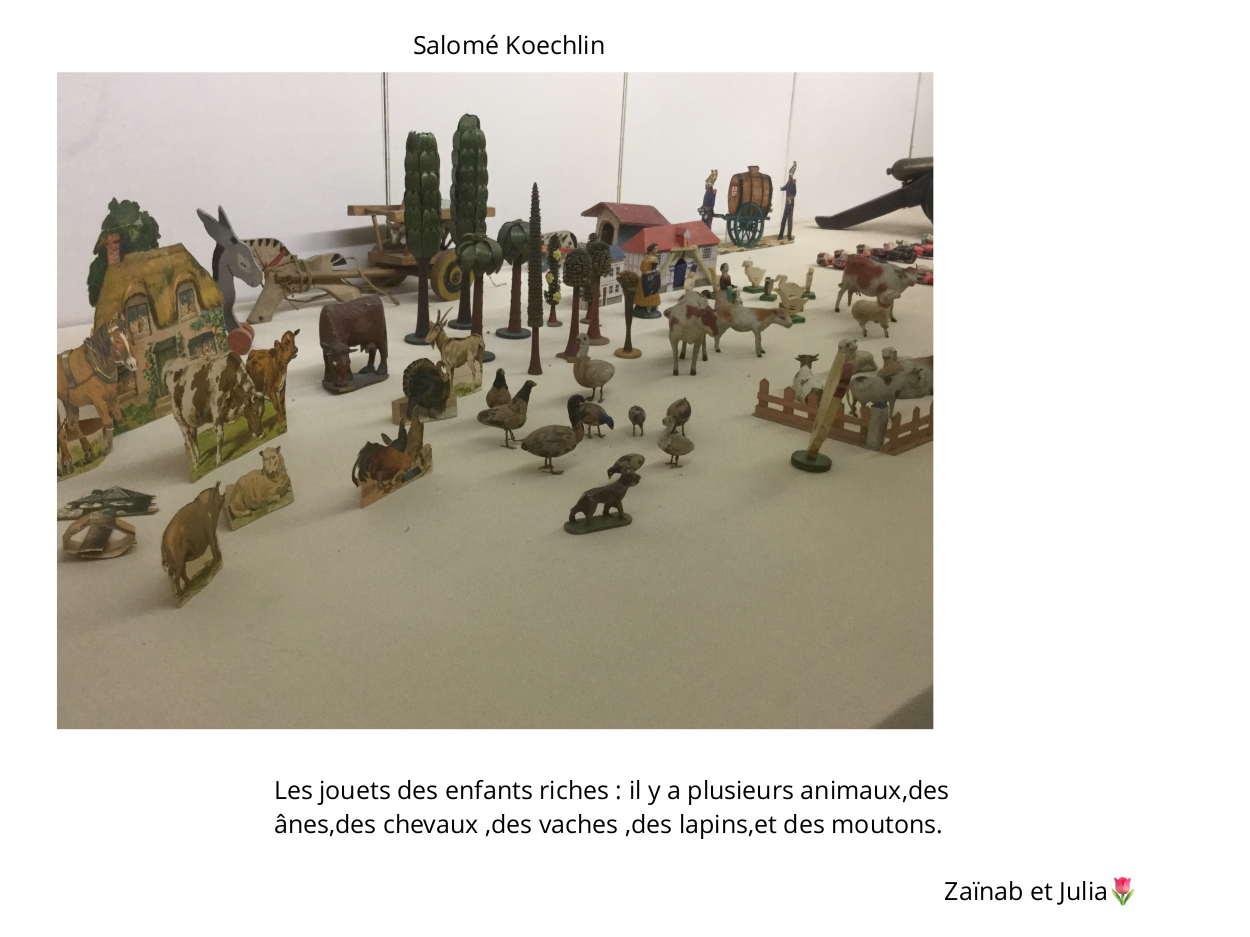 Salomé Koechlin
Les jouets des enfants riches : il y a plusieurs animaux,des
ânes,des chevaux ,des vaches ,des lapins,et des moutons.
Zaïnab et Julia🌷